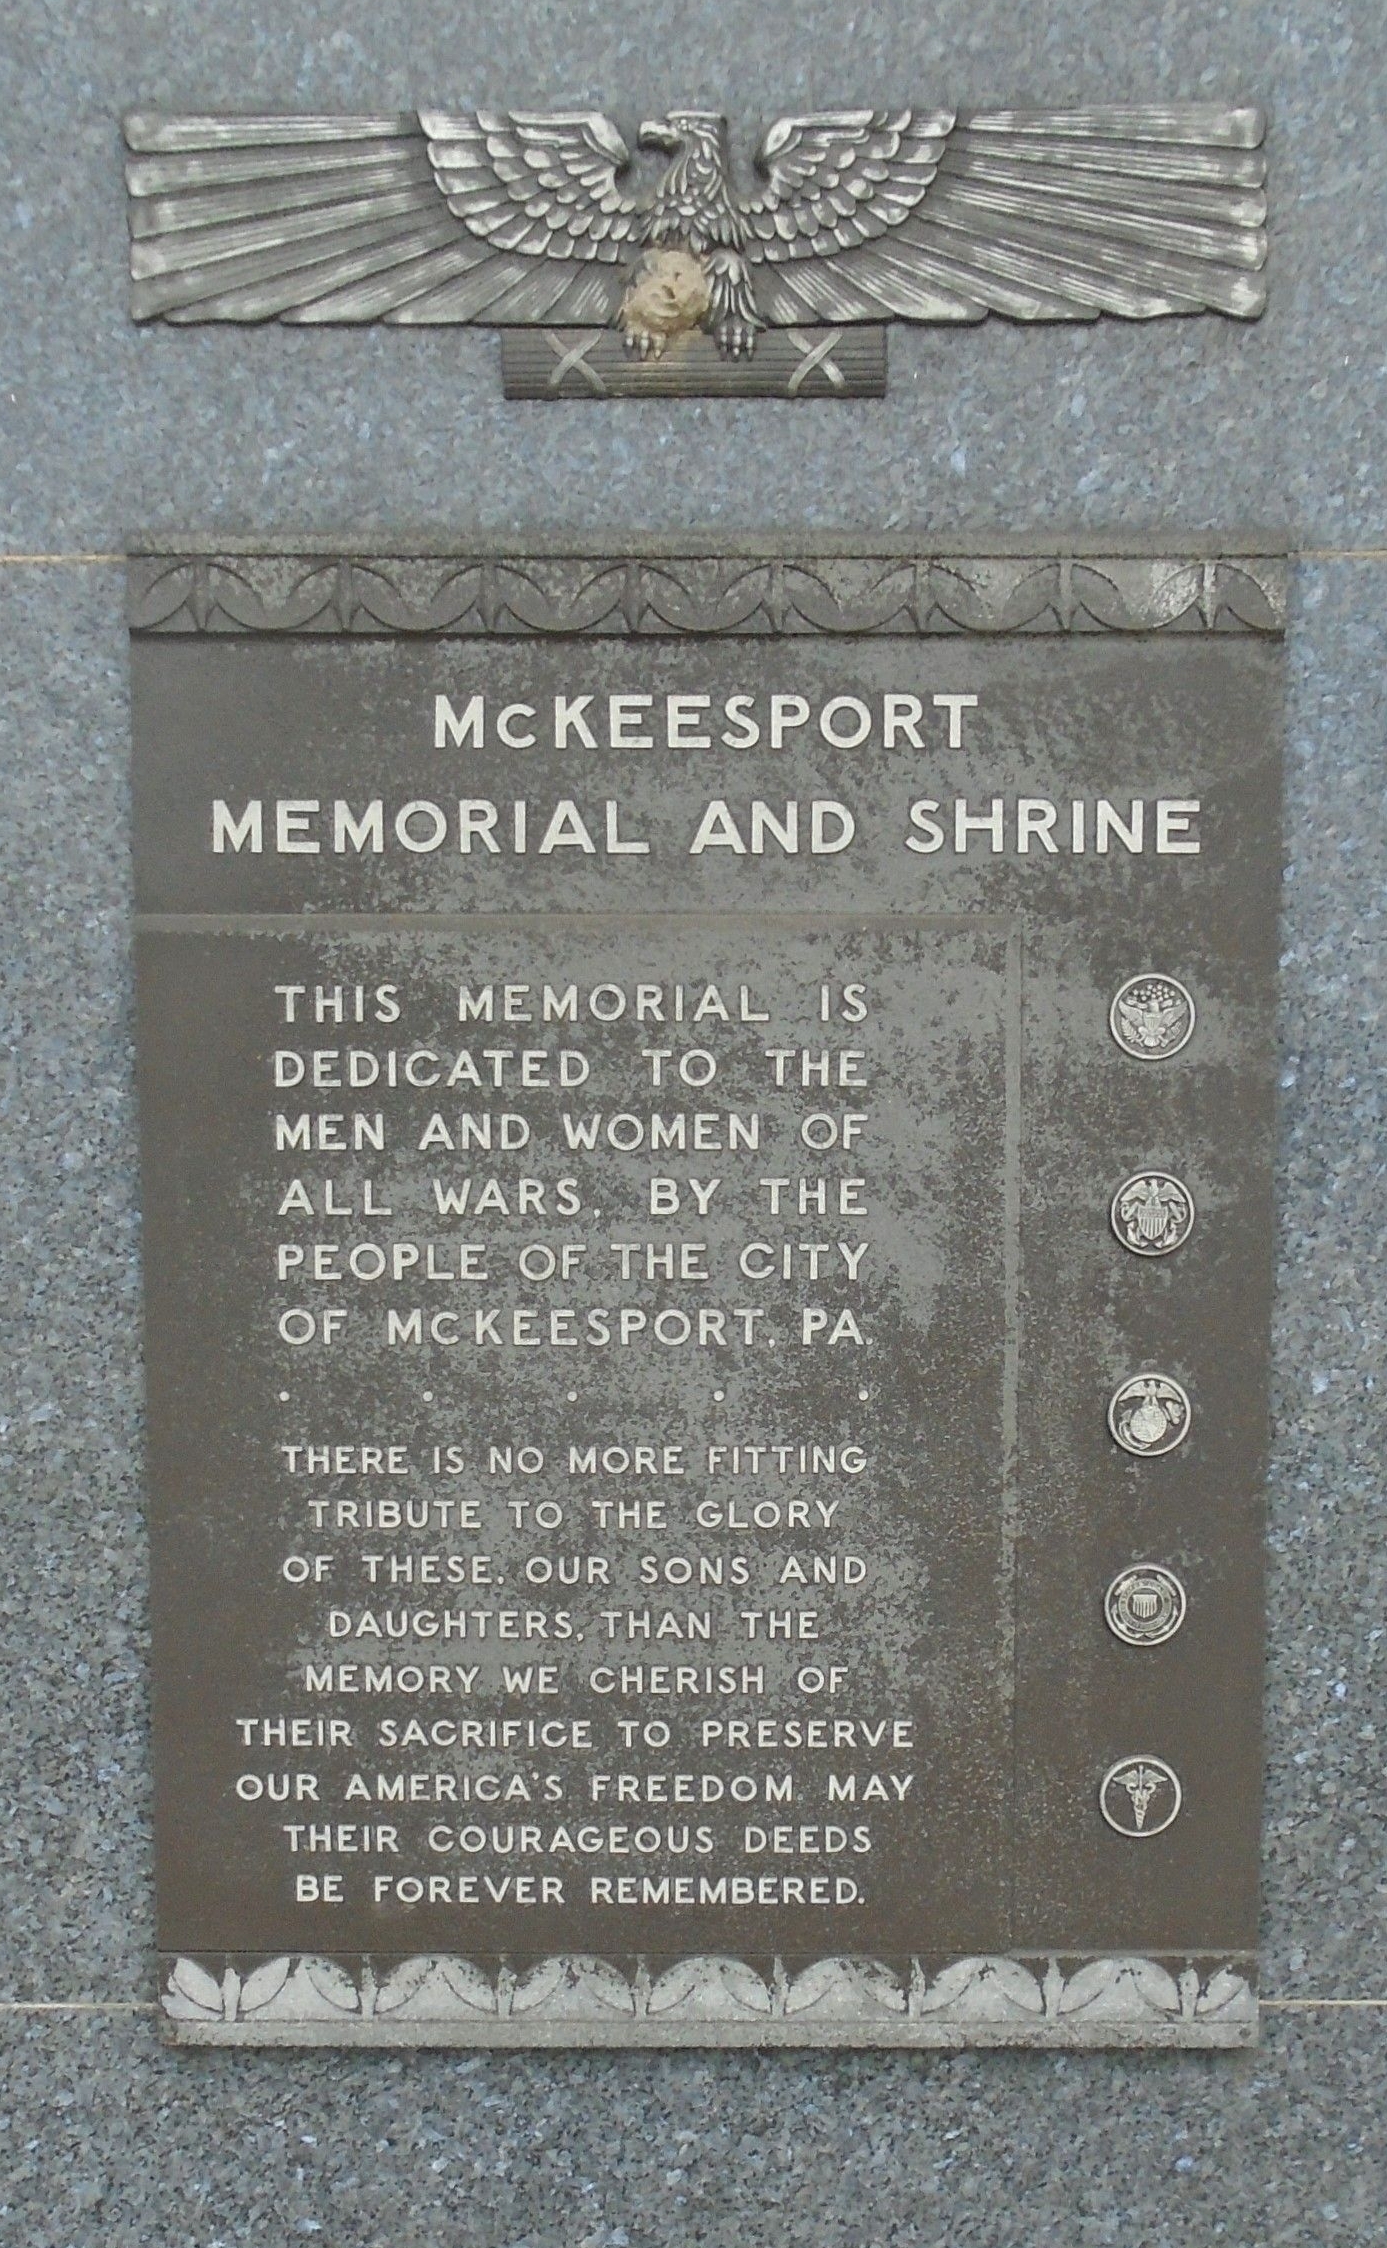 McKEESPORT
MEMORIAL AND SHRINE
THIS MEMORIAL IS
DEDICATED TO THE
MEN AND WOMEN OF
ALL WARS, BY THE
PEOPLE OF THE CITY
OF McKEESPORT, PA.
. . . . .
THERE IS NO MORE FITTING
TRIBUTE TO THE GLORY
OF THESE, OUR SONS AND
DAUGHTERS, THAN THE
MEMORY WE CHERISH OF
THEIR SACRIFICE TO PRESERVE
OUR AMERICA'S FREEDOM. MAY
THEIR COURAGEOUS DEEDS
BE FOREVER REMEMBERED.